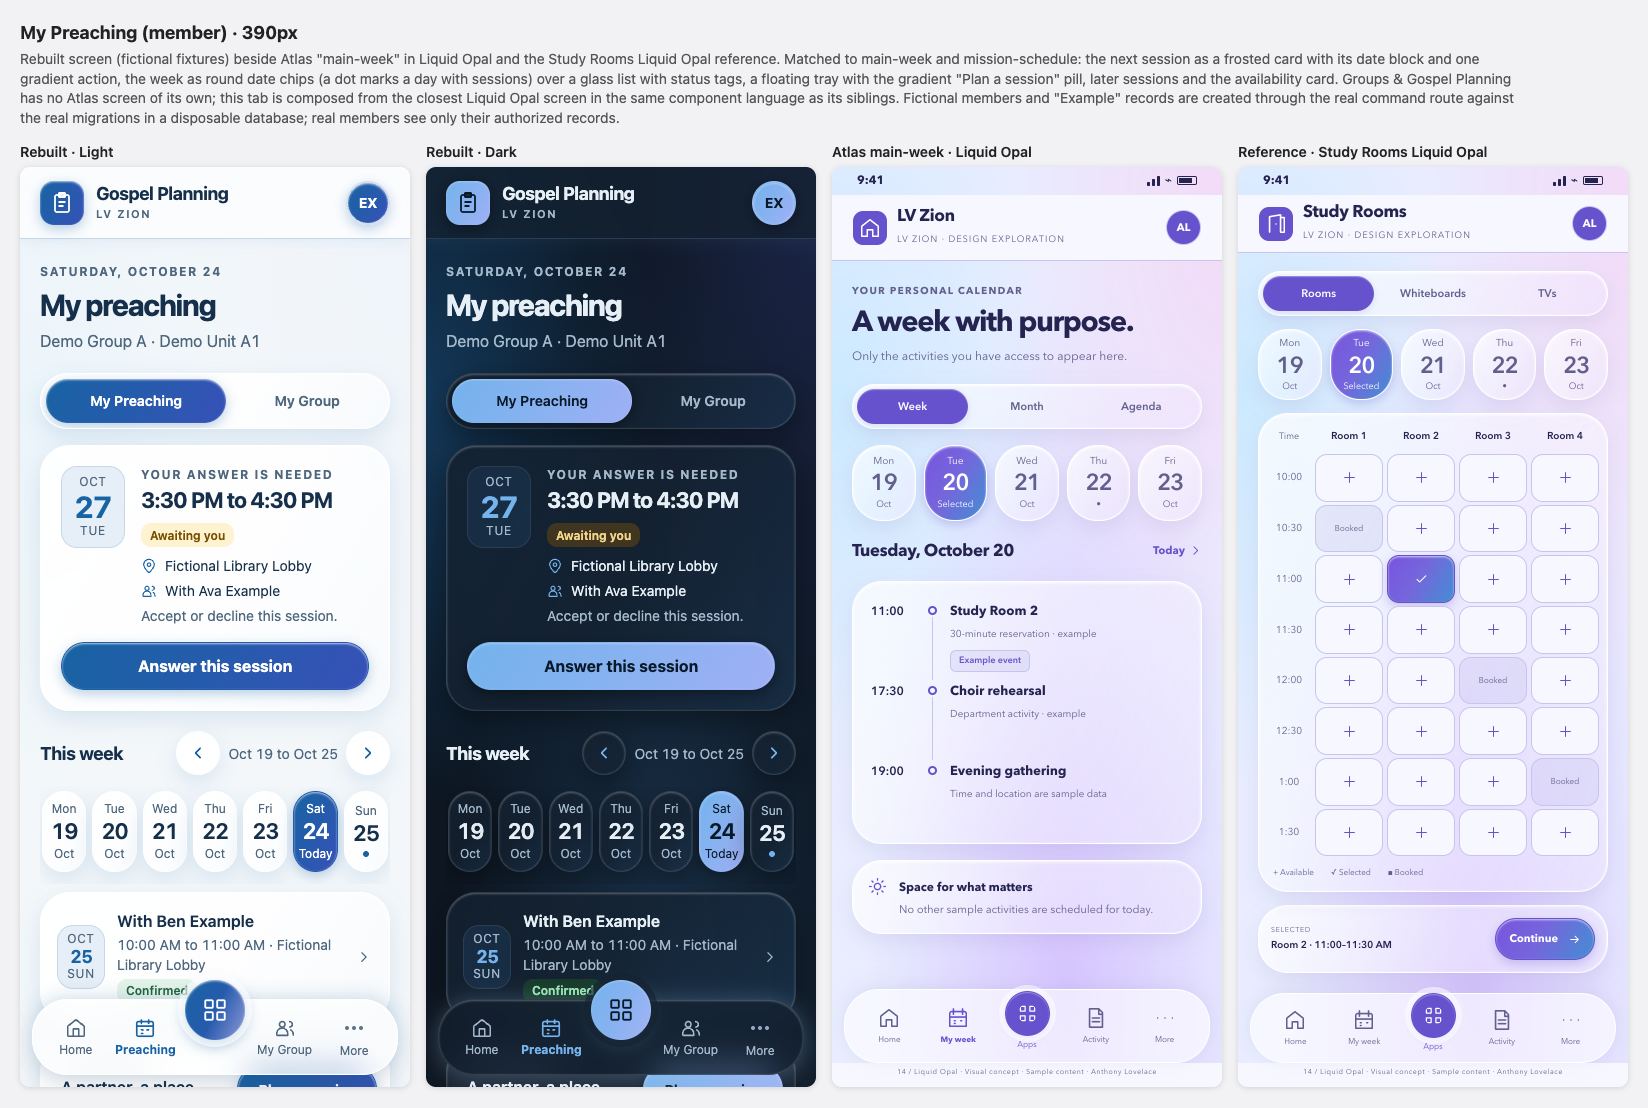 My Preaching (member) · 390px
Rebuilt screen (fictional fixtures) beside Atlas "main-week" in Liquid Opal and the Study Rooms Liquid Opal reference. Matched to main-week and mission-schedule: the next session as a frosted card with its date block and one
gradient action, the week as round date chips (a dot marks a day with sessions) over a glass list with status tags, a floating tray with the gradient "Plan a session" pill, later sessions and the availability card. Groups & Gospel Planning
has no Atlas screen of its own; this tab is composed from the closest Liquid Opal screen in the same component language as its siblings. Fictional members and "Example" records are created through the real command route against
the real migrations in a disposable database; real members see only their authorized records.
Rebuilt · Light
Gospel Planning
LV ZION
EX
SATURDAY, OCTOBER 24
My preaching
Demo Group A · Demo Unit A1
My Preaching
My Group
OCT
27
TUE
YOUR ANSWER IS NEEDED
3:30 PM to 4:30 PM
Awaiting you
Fictional Library Lobby
With Ava Example
Accept or decline this session.
Answer this session
This week
Oct 19 to Oct 25
Mon Tue Wed Thu Fri Sat Sun
19 20 21 22 23 24 25
Oct Oct Oct Oct Oct Today
OCT
25
SUN
With Ben Example
10:00 AM to 11:00 AM · Fictional
Library Lobby
Confirmed
Home Preaching My Group More
A partner, a place
Rebuilt · Dark
Gospel Planning
LV ZION
EX
SATURDAY, OCTOBER 24
My preaching
Demo Group A · Demo Unit A1
My Preaching
My Group
OCT
27
TUE
YOUR ANSWER IS NEEDED
3:30 PM to 4:30 PM
Awaiting you
Fictional Library Lobby
With Ava Example
Accept or decline this session.
Answer this session
This week
Oct 19 to Oct 25
Mon Tue Wed Thu Fri Sat Sun
19 20 21 22 23 24 25
Oct Oct Oct Oct Oct Today
OCT
25
SUN
With Ben Example
10:00 AM to 11:00 AM · Fictional
Library Lobby
Confirmed
Home Preaching My Group More
A partner, a place
Atlas main-week · Liquid Opal
9:41
LV Zion
LV ZION · DESIGN EXPLORATION
AL
YOUR PERSONAL CALENDAR
A week with purpose.
Only the activities you have access to appear here.
Week Month Agenda
Mon Tue Wed Thu Fri
19 20 21 22 23
Oct Selected Oct • Oct
Tuesday, October 20
Today
11:00 Study Room 2
30-minute reservation · example
Example event
17:30 Choir rehearsal
Department activity · example
19:00 Evening gathering
Time and location are sample data
Space for what matters
No other sample activities are scheduled for today.
Home My week Apps Activity More
14 / Liquid Opal · Visual concept · Sample content · Anthony Lovelace
Reference · Study Rooms Liquid Opal
9:41
Study Rooms
LV ZION · DESIGN EXPLORATION
AL
Rooms Whiteboards TVs
Mon Tue Wed Thu Fri
19 20 21 22 23
Oct Selected Oct • Oct
Time Room 1 Room 2 Room 3 Room 4
10:00 + + + +
10:30 Booked + + +
11:00 + ✓ + +
11:30 + + + +
12:00 + + Booked +
12:30 + + + +
1:00 + + + Booked
1:30 + + + +
+ Available ✓ Selected ■ Booked
SELECTED
Room 2 · 11:00–11:30 AM
Continue →
Home My week Apps Activity More
14 / Liquid Opal · Visual concept · Sample content · Anthony Lovelace